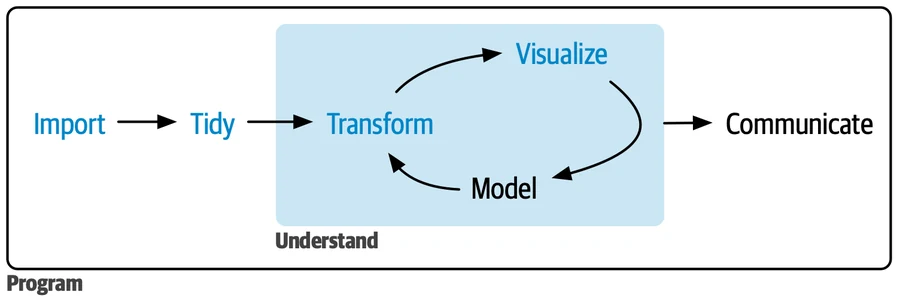 Visualize
Import
Tidy
Transform
Communicate
Model
Understand
Program